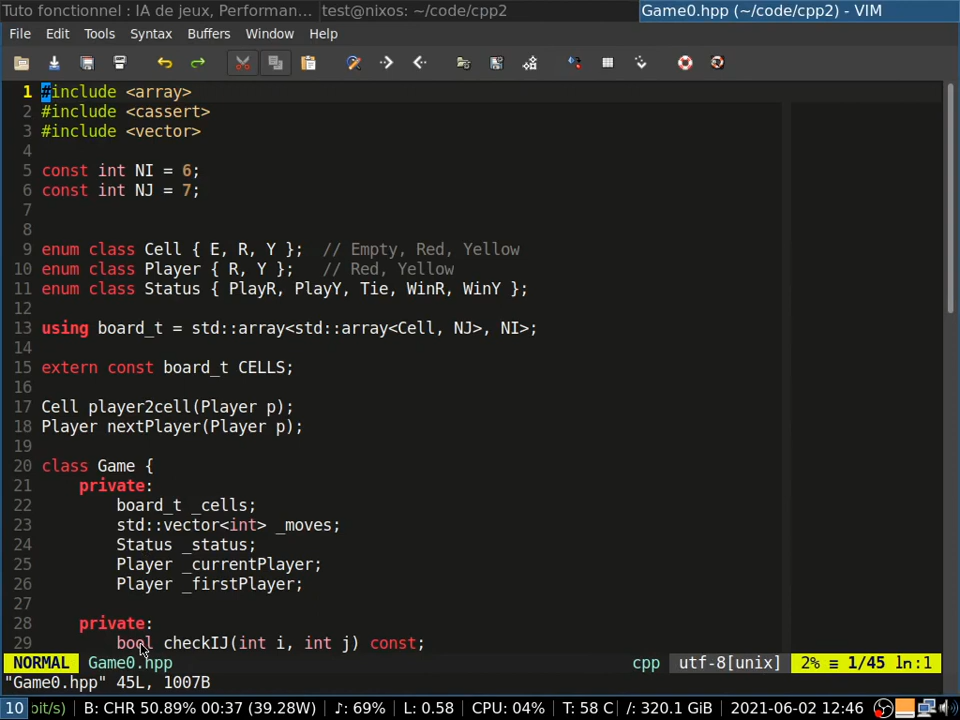 Tuto fonctionnel : IA de jeux, Performan... test@nixos: ~/code/cpp2 Game0.hpp (~/code/cpp2) - VIM
File Edit Tools Syntax Buffers Window Help
1 #include <array>
2 #include <cassert>
3 #include <vector>
4
5 const int NI = 6;
6 const int NJ = 7;
7
8
9 enum class Cell { E, R, Y };  // Empty, Red, Yellow
10 enum class Player { R, Y };   // Red, Yellow
11 enum class Status { PlayR, PlayY, Tie, WinR, WinY };
12
13 using board_t = std::array<std::array<Cell, NJ>, NI>;
14
15 extern const board_t CELLS;
16
17 Cell player2cell(Player p);
18 Player nextPlayer(Player p);
19
20 class Game {
21     private:
22         board_t _cells;
23         std::vector<int> _moves;
24         Status _status;
25         Player _currentPlayer;
26         Player _firstPlayer;
27
28     private:
29         bool checkIJ(int i, int j) const;
NORMAL Game0.hpp cpp utf-8[unix] 2% ≡ 1/45 ln:1
"Game0.hpp" 45L, 1007B
10 bit/s) B: CHR 50.89% 00:37 (39.28W) ♪: 69% L: 0.58 CPU: 04% T: 58 C /: 320.1 GiB 2021-06-02 12:46